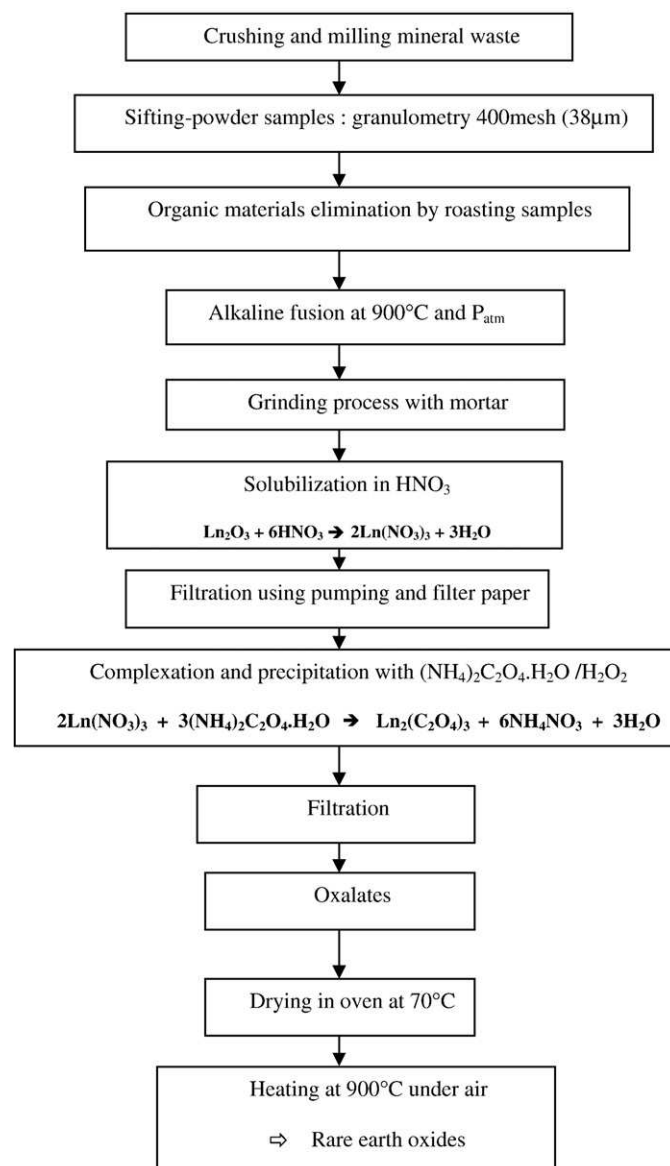 Crushing and milling mineral waste
Sifting-powder samples : granulometry 400mesh (38μm)
Organic materials elimination by roasting samples
Alkaline fusion at 900°C and Pₐₜₘ
Grinding process with mortar
Solubilization in HNO₃
Ln₂O₃ + 6HNO₃ ➔ 2Ln(NO₃)₃ + 3H₂O
Filtration using pumping and filter paper
Complexation and precipitation with (NH₄)₂C₂O₄.H₂O /H₂O₂
2Ln(NO₃)₃ + 3(NH₄)₂C₂O₄.H₂O ➔ Ln₂(C₂O₄)₃ + 6NH₄NO₃ + 3H₂O
Filtration
Oxalates
Drying in oven at 70°C
Heating at 900°C under air
⇨ Rare earth oxides